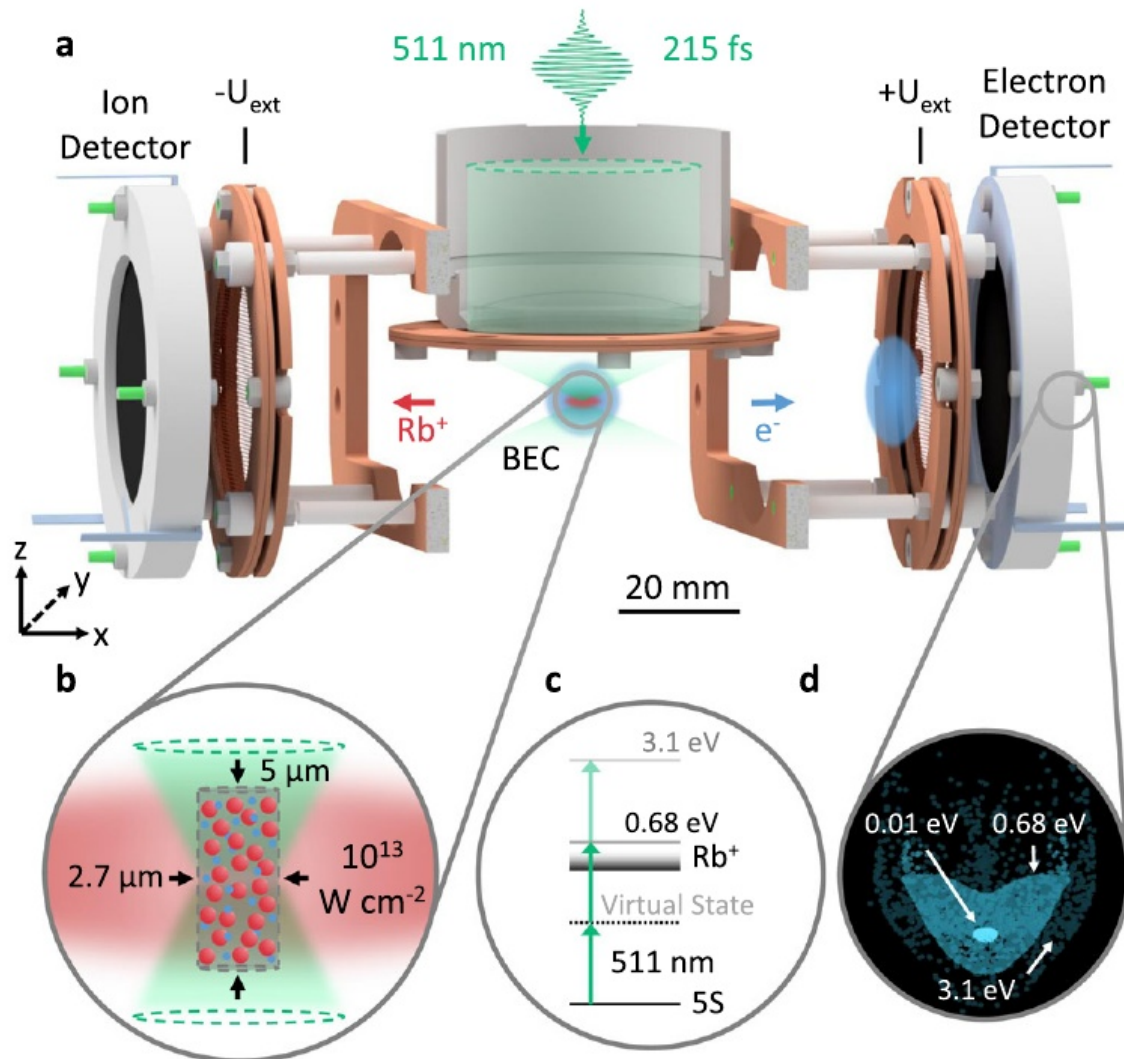 a
511 nm
215 fs
Ion
Detector
-U_ext
+U_ext
Electron
Detector
Rb⁺
BEC
e⁻
z
y
x
20 mm
b
5 µm
2.7 µm
10¹³
W cm⁻²
c
3.1 eV
0.68 eV
Rb⁺
Virtual State
511 nm
5S
d
0.01 eV
0.68 eV
3.1 eV